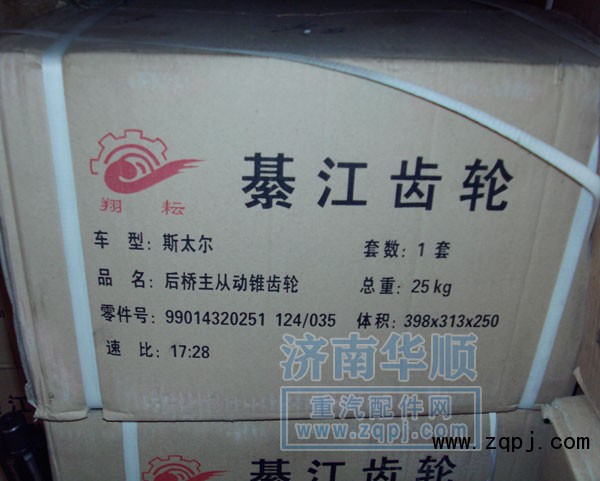 綦江齿轮
翔耘
车型：斯太尔
套数：1套
品名：后桥主从动锥齿轮
总重：25kg
零件号：99014320251 124/035
体积：398x313x250
速比：17:28
济南华顺
重汽配件网
www.zqpj.com
www.zqpj.com
綦江齿轮